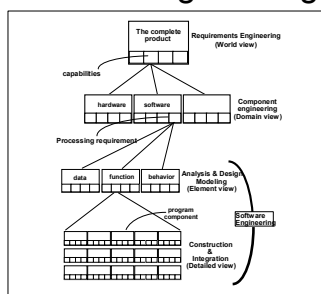 The complete
product
Requirements Engineering
(World view)
capabilities
hardware
software
Component
engineering
(Domain view)
Processing requirement
data
function
behavior
Analysis & Design
Modeling
(Element view)
program
component
Software
Engineering
Construction
&
Integration
(Detailed view)